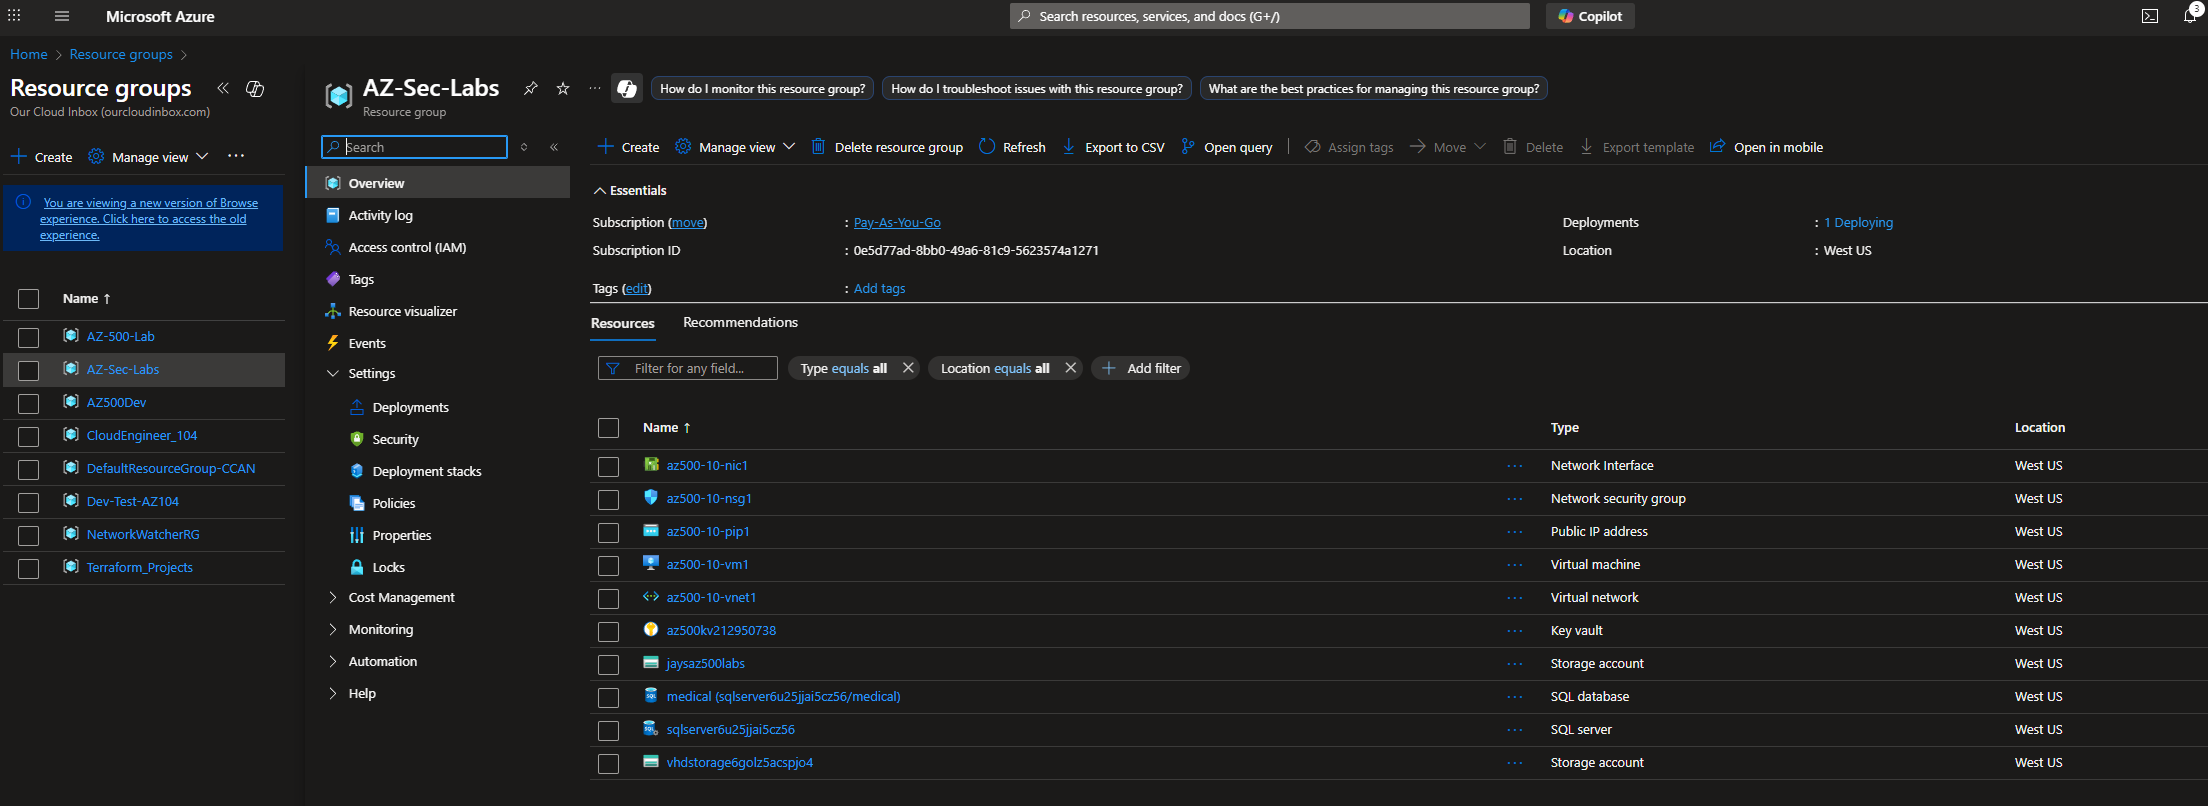 Microsoft Azure
Search resources, services, and docs (G+/)
Copilot
3
Home > Resource groups >
Resource groups
Our Cloud Inbox (ourcloudinbox.com)
Create
Manage view
You are viewing a new version of Browse
experience. Click here to access the old
experience.
Name ↑
AZ-500-Lab
AZ-Sec-Labs
AZ500Dev
CloudEngineer_104
DefaultResourceGroup-CCAN
Dev-Test-AZ104
NetworkWatcherRG
Terraform_Projects
AZ-Sec-Labs
Resource group
How do I monitor this resource group?
How do I troubleshoot issues with this resource group?
What are the best practices for managing this resource group?
Search
Overview
Activity log
Access control (IAM)
Tags
Resource visualizer
Events
Settings
Deployments
Security
Deployment stacks
Policies
Properties
Locks
Cost Management
Monitoring
Automation
Help
Create Manage view Delete resource group Refresh Export to CSV Open query Assign tags Move Delete Export template Open in mobile
Essentials
Subscription (move) : Pay-As-You-Go
Subscription ID : 0e5d77ad-8bb0-49a6-81c9-5623574a1271
Tags (edit) : Add tags
Deployments : 1 Deploying
Location : West US
Resources Recommendations
Filter for any field...
Type equals all
Location equals all
Add filter
Name ↑ Type Location
az500-10-nic1 Network Interface West US
az500-10-nsg1 Network security group West US
az500-10-pip1 Public IP address West US
az500-10-vm1 Virtual machine West US
az500-10-vnet1 Virtual network West US
az500kv212950738 Key vault West US
jaysaz500labs Storage account West US
medical (sqlserver6u25jjai5cz56/medical) SQL database West US
sqlserver6u25jjai5cz56 SQL server West US
vhdstorage6golz5acspjo4 Storage account West US